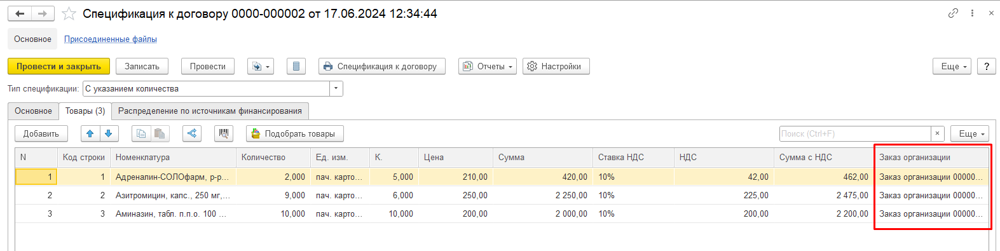 Спецификация к договору 0000-000002 от 17.06.2024 12:34:44
Основное Присоединенные файлы
Провести и закрыть Записать Провести Спецификация к договору Отчеты Настройки Еще ?
Тип спецификации: С указанием количества
Основное Товары (3) Распределение по источникам финансирования
Добавить Подобрать товары Поиск (Ctrl+F) × Еще
N Код строки Номенклатура Количество Ед. изм. К. Цена Сумма Ставка НДС НДС Сумма с НДС Заказ организации
1 1 Адреналин-СОЛОфарм, р-р... 2,000 пач. карто... 5,000 210,00 420,00 10% 42,00 462,00 Заказ организации 00000...
2 2 Азитромицин, капс., 250 мг,... 9,000 пач. карто... 6,000 250,00 2 250,00 10% 225,00 2 475,00 Заказ организации 00000...
3 3 Аминазин, табл. п.п.о. 100 ... 10,000 пач. карто... 10,000 200,00 2 000,00 10% 200,00 2 200,00 Заказ организации 00000...